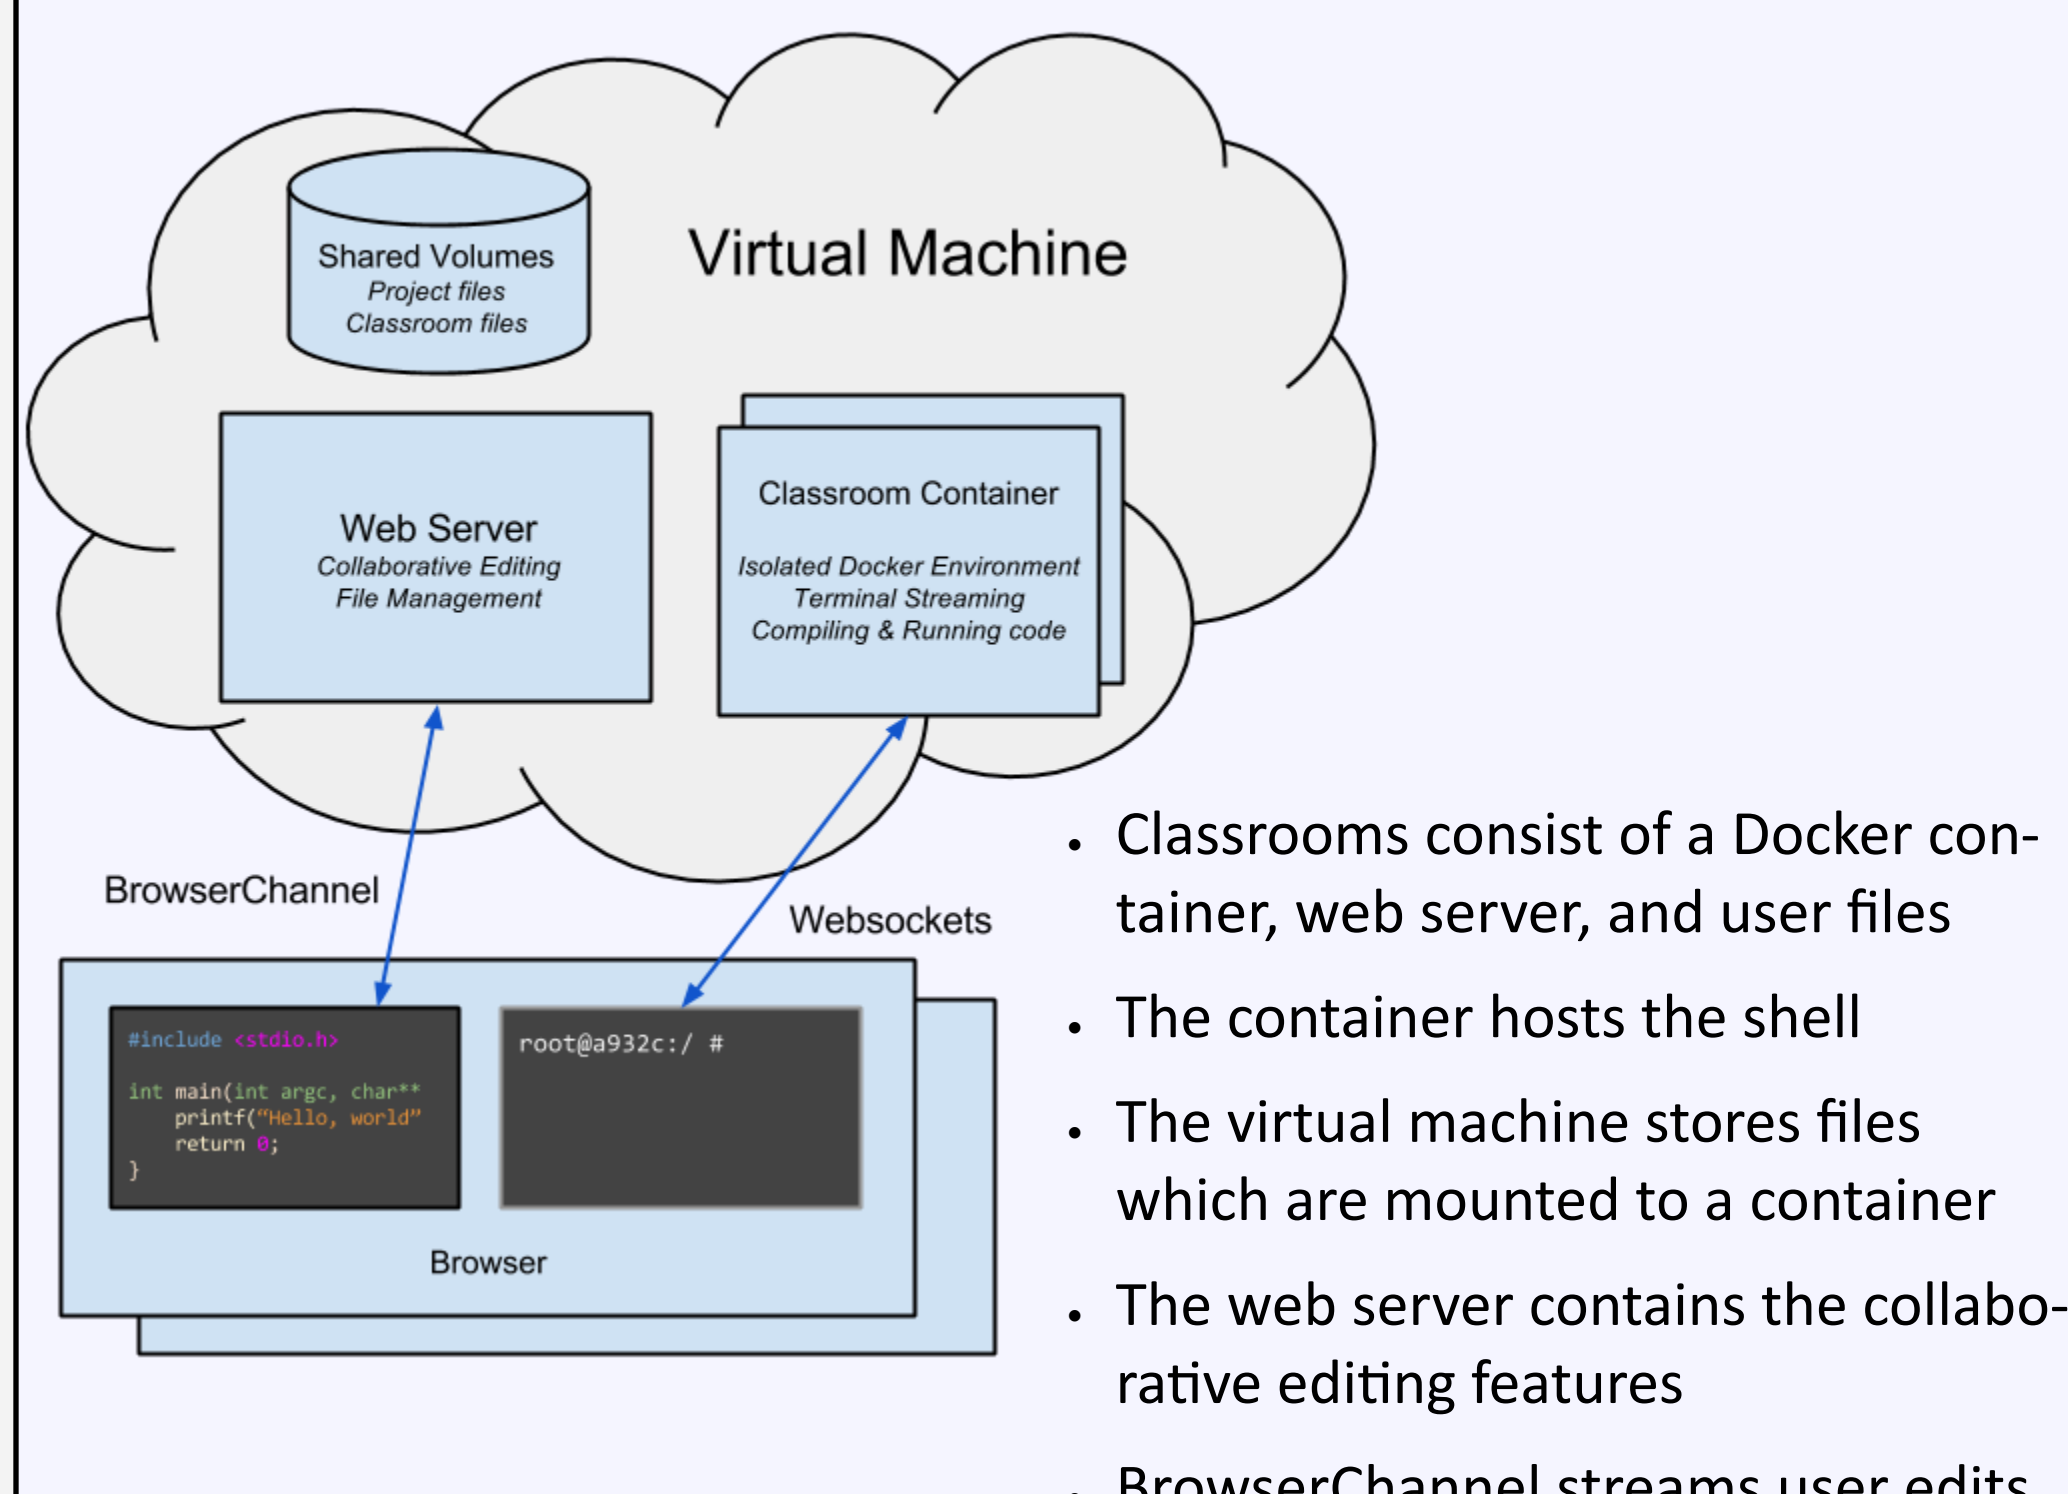 Shared Volumes
Project files
Classroom files
Virtual Machine
Web Server
Collaborative Editing
File Management
Classroom Container
Isolated Docker Environment
Terminal Streaming
Compiling & Running code
BrowserChannel
Websockets
#include <stdio.h>
int main(int argc, char**
printf(“Hello, world”
return 0;
}
root@a932c:/ #
Browser
• Classrooms consist of a Docker con-
tainer, web server, and user files
• The container hosts the shell
• The virtual machine stores files
which are mounted to a container
• The web server contains the collabo-
rative editing features
• BrowserChannel streams user edits